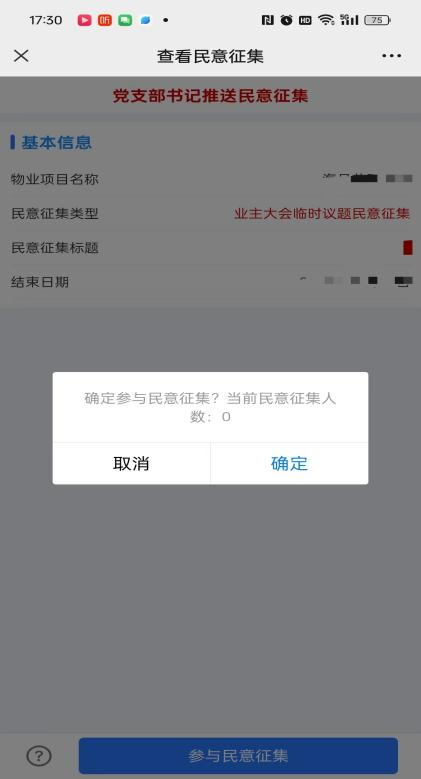 17:30
听
HD
5G
75
查看民意征集
党支部书记推送民意征集
基本信息
物业项目名称
民意征集类型 业主大会临时议题民意征集
民意征集标题
结束日期
确定参与民意征集？当前民意征集人
数：0
取消 确定
? 参与民意征集